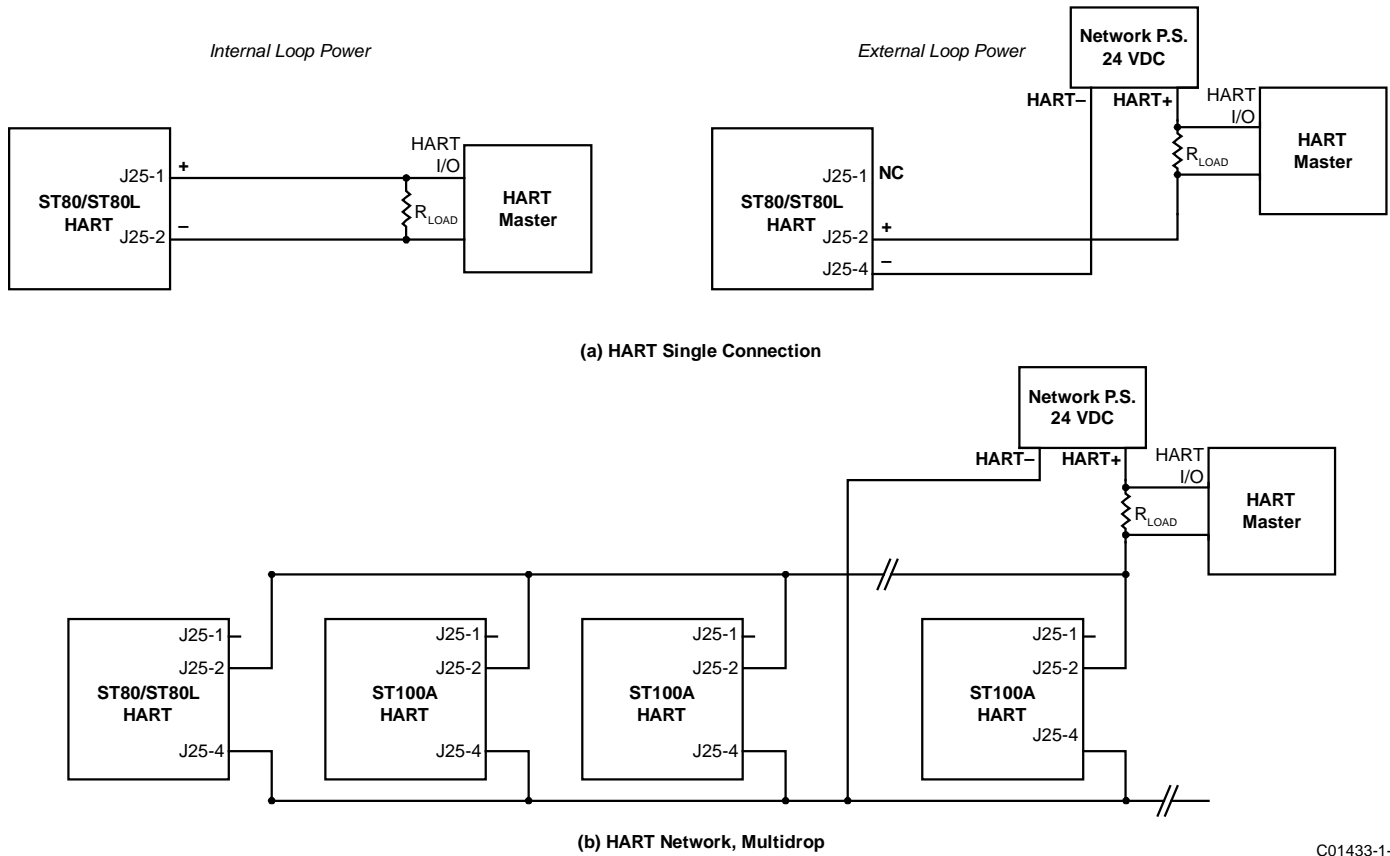 Internal Loop Power
ST80/ST80L
HART
J25-1
+
J25-2
–
HART
I/O
R LOAD
HART
Master
External Loop Power
Network P.S.
24 VDC
HART–
HART+
HART
I/O
R LOAD
HART
Master
ST80/ST80L
HART
J25-1
NC
J25-2
+
J25-4
–
(a) HART Single Connection
Network P.S.
24 VDC
HART–
HART+
HART
I/O
R LOAD
HART
Master
ST80/ST80L
HART
J25-1
J25-2
J25-4
ST100A
HART
J25-1
J25-2
J25-4
ST100A
HART
J25-1
J25-2
J25-4
ST100A
HART
J25-1
J25-2
J25-4
(b) HART Network, Multidrop
C01433-1-